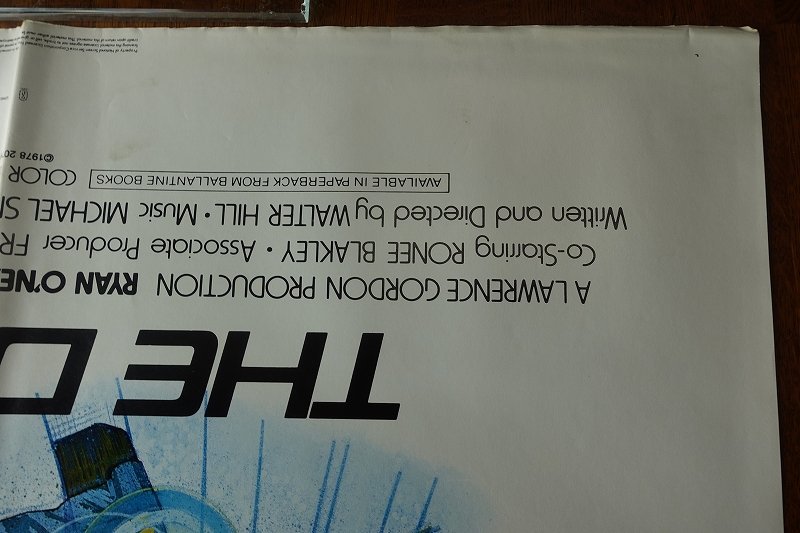 THE D
A LAWRENCE GORDON PRODUCTION RYAN O'NE
Co-Starring RONEE BLAKLEY • Associate Producer FR
Written and Directed by WALTER HILL • Music MICHAEL S
AVAILABLE IN PAPERBACK FROM BALLANTINE BOOKS COLOR
©1978 20